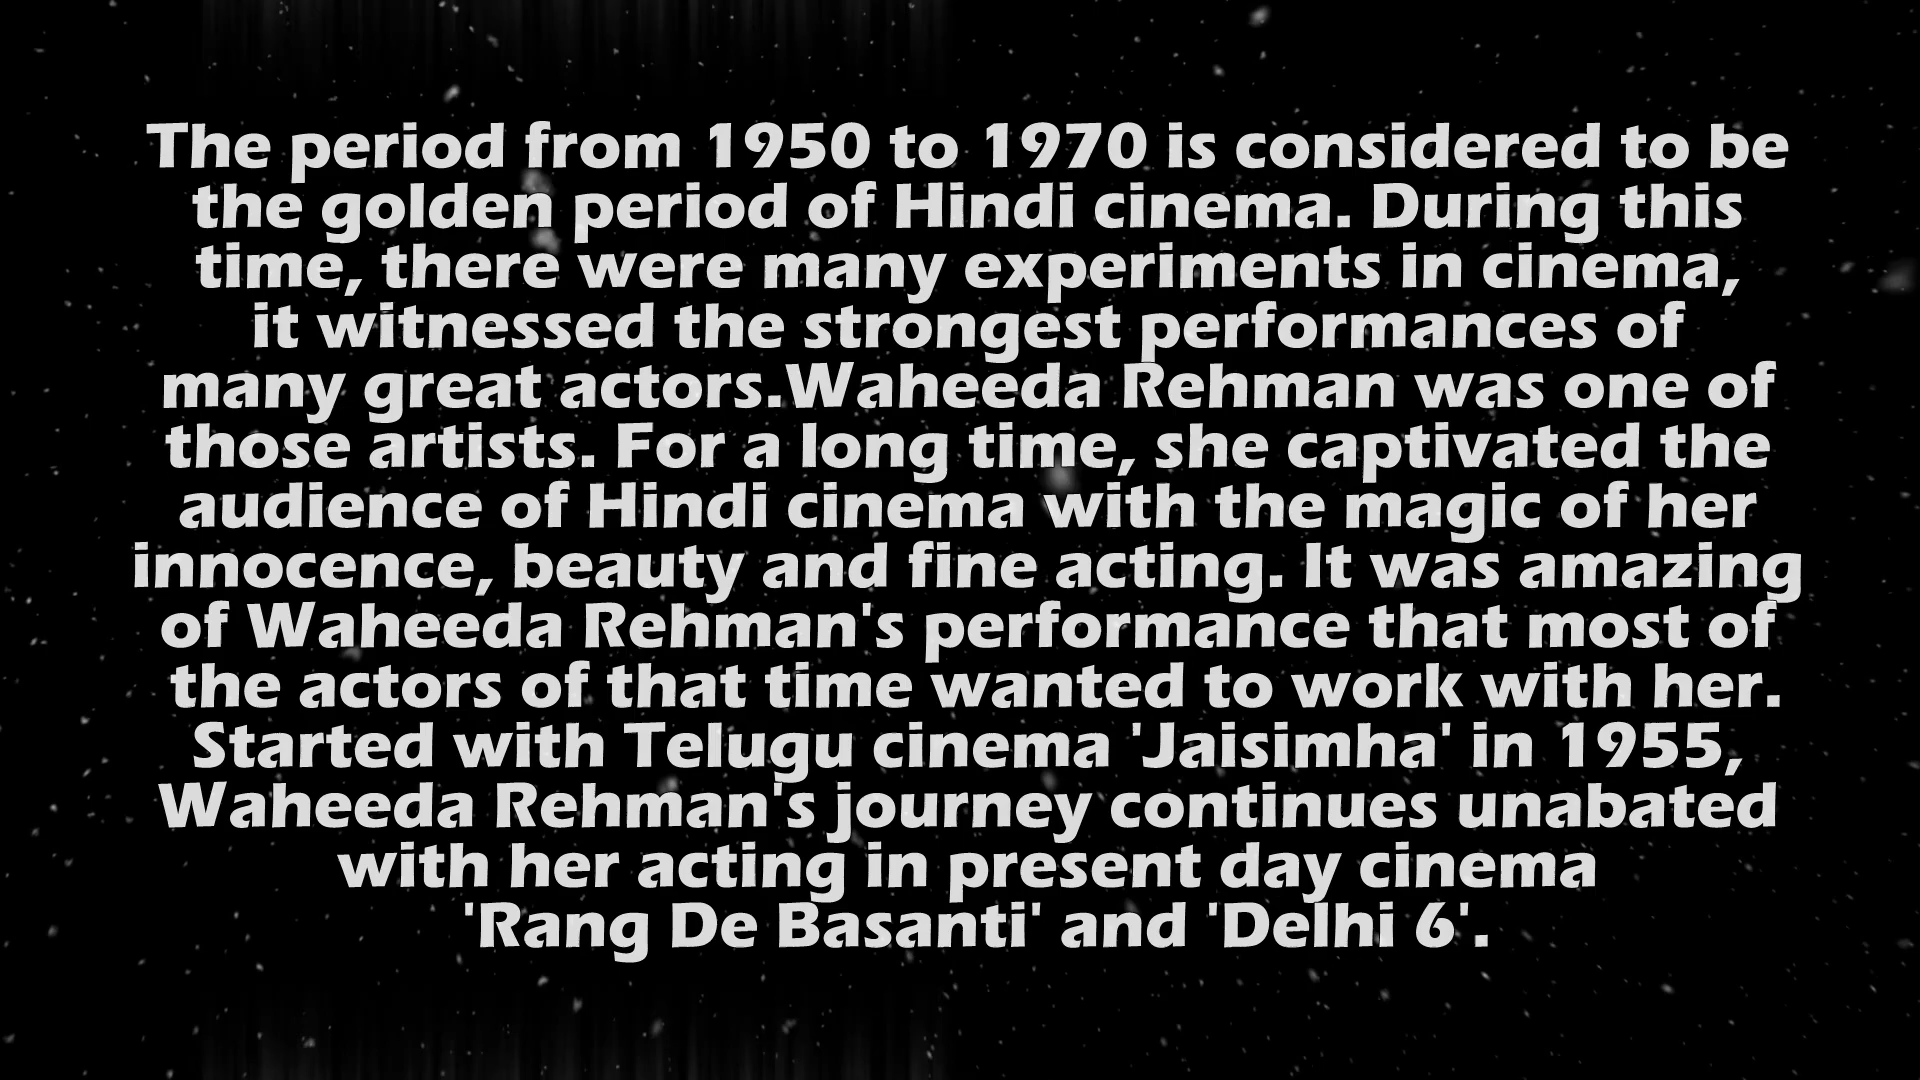 The period from 1950 to 1970 is considered to be
the golden period of Hindi cinema. During this
time, there were many experiments in cinema,
it witnessed the strongest performances of
many great actors.Waheeda Rehman was one of
those artists. For a long time, she captivated the
audience of Hindi cinema with the magic of her
innocence, beauty and fine acting. It was amazing
of Waheeda Rehman's performance that most of
the actors of that time wanted to work with her.
Started with Telugu cinema 'Jaisimha' in 1955,
Waheeda Rehman's journey continues unabated
with her acting in present day cinema
'Rang De Basanti' and 'Delhi 6'.